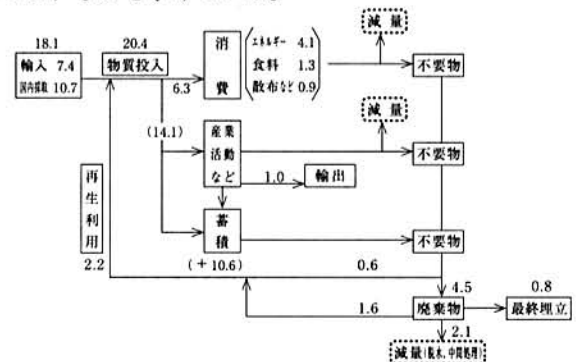 18.1
輸入 7.4
国内採取 10.7
20.4
物質投入
6.3
消費
エネルギー 4.1
食料 1.3
散布など 0.9
減量
不要物
(14.1)
産業活動など
減量
不要物
1.0
輸出
蓄積
(+10.6)
不要物
再生利用
2.2
0.6
4.5
1.6
廃棄物
0.8
最終埋立
2.1
減量(脱水、中間処理)